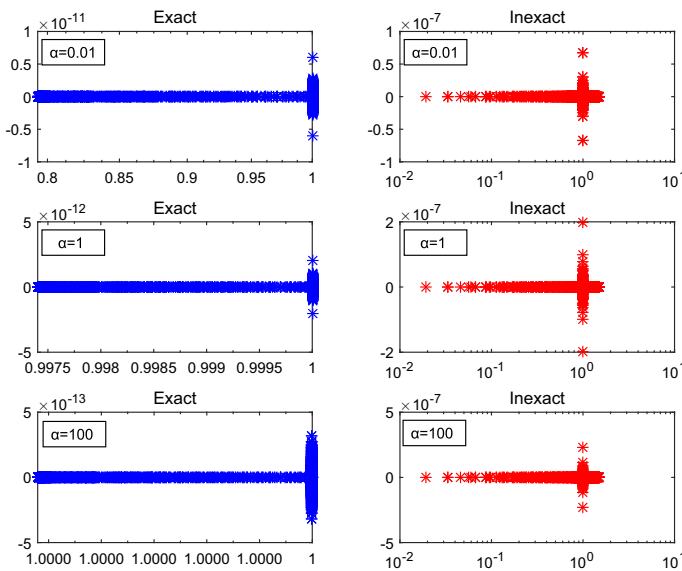 ×10⁻¹¹ Exact
1
α=0.01
0.5
0
-0.5
-1
0.8 0.85 0.9 0.95 1
×10⁻⁷ Inexact
1
α=0.01
0.5
0
-0.5
-1
10⁻² 10⁻¹ 10⁰ 10¹
×10⁻¹² Exact
5
α=1
0
-5
0.9975 0.998 0.9985 0.999 0.9995 1
×10⁻⁷ Inexact
2
α=1
0
-2
10⁻² 10⁻¹ 10⁰ 10¹
×10⁻¹³ Exact
5
α=100
0
-5
1.0000 1.0000 1.0000 1.0000 1.0000 1
×10⁻⁷ Inexact
5
α=100
0
-5
10⁻² 10⁻¹ 10⁰ 10¹